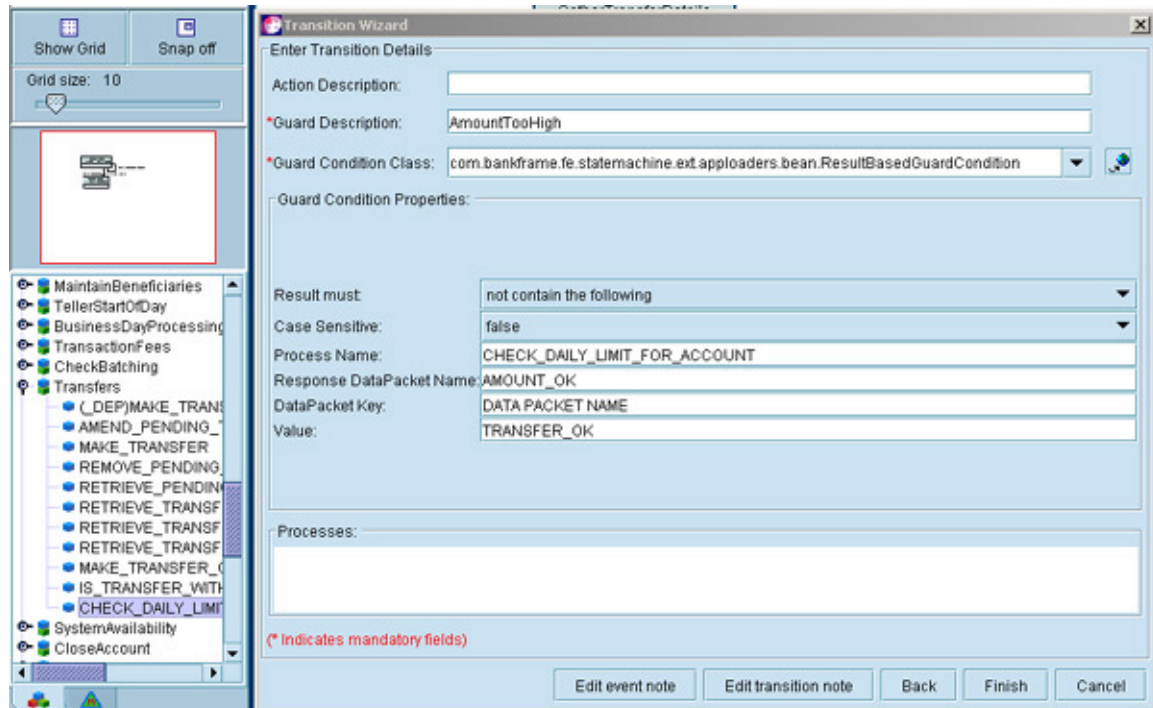 Show Grid
Snap off
Grid size: 10
MaintainBeneficiaries
TellerStartOfDay
BusinessDayProcessing
TransactionFees
CheckBatching
Transfers
(_DEP)MAKE_TRANS
AMEND_PENDING_
MAKE_TRANSFER
REMOVE_PENDING_
RETRIEVE_PENDIN
RETRIEVE_TRANSF
RETRIEVE_TRANSF
RETRIEVE_TRANSF
MAKE_TRANSFER_
IS_TRANSFER_WITH
CHECK_DAILY_LIMI
SystemAvailability
CloseAccount
Transition Wizard
Enter Transition Details
Action Description:
*Guard Description: AmountTooHigh
*Guard Condition Class: com.bankframe.fe.statemachine.ext.apploaders.bean.ResultBasedGuardCondition
Guard Condition Properties:
Result must: not contain the following
Case Sensitive: false
Process Name: CHECK_DAILY_LIMIT_FOR_ACCOUNT
Response DataPacket Name: AMOUNT_OK
DataPacket Key: DATA PACKET NAME
Value: TRANSFER_OK
Processes:
(* Indicates mandatory fields)
Edit event note
Edit transition note
Back
Finish
Cancel